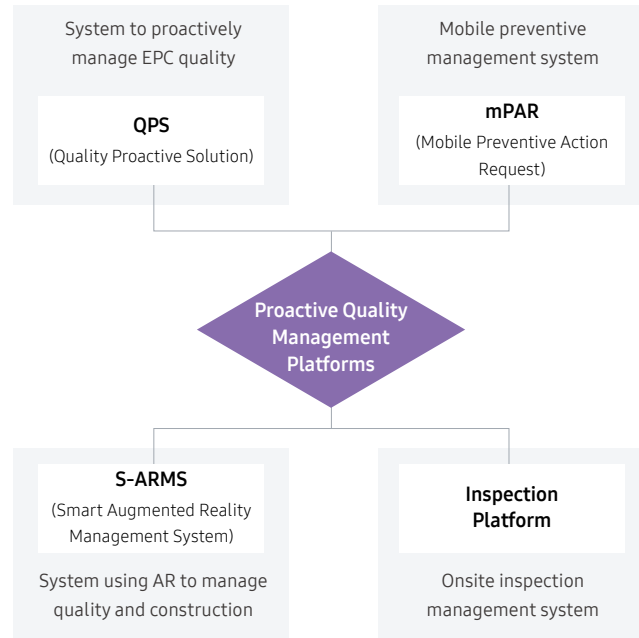 System to proactively
manage EPC quality
QPS
(Quality Proactive Solution)
Mobile preventive
management system
mPAR
(Mobile Preventive Action
Request)
Proactive Quality
Management
Platforms
S-ARMS
(Smart Augmented Reality
Management System)
System using AR to manage
quality and construction
Inspection
Platform
Onsite inspection
management system